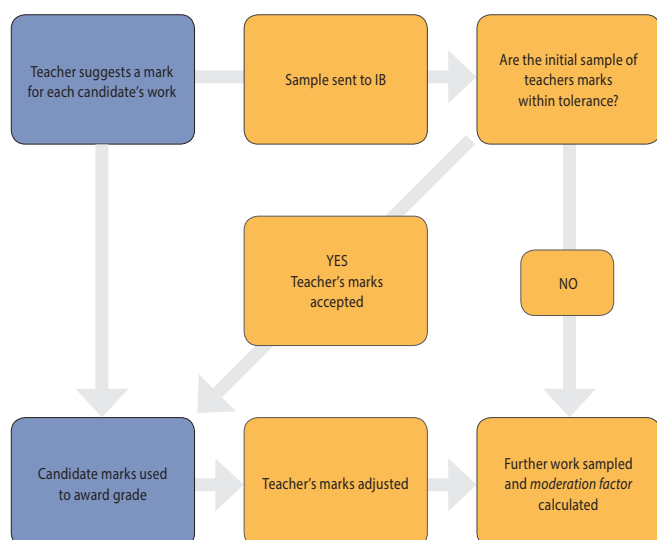 Teacher suggests a mark
for each candidate's work
Sample sent to IB
Are the initial sample of
teachers marks
within tolerance?
YES
Teacher's marks
accepted
NO
Candidate marks used
to award grade
Teacher's marks adjusted
Further work sampled
and moderation factor
calculated